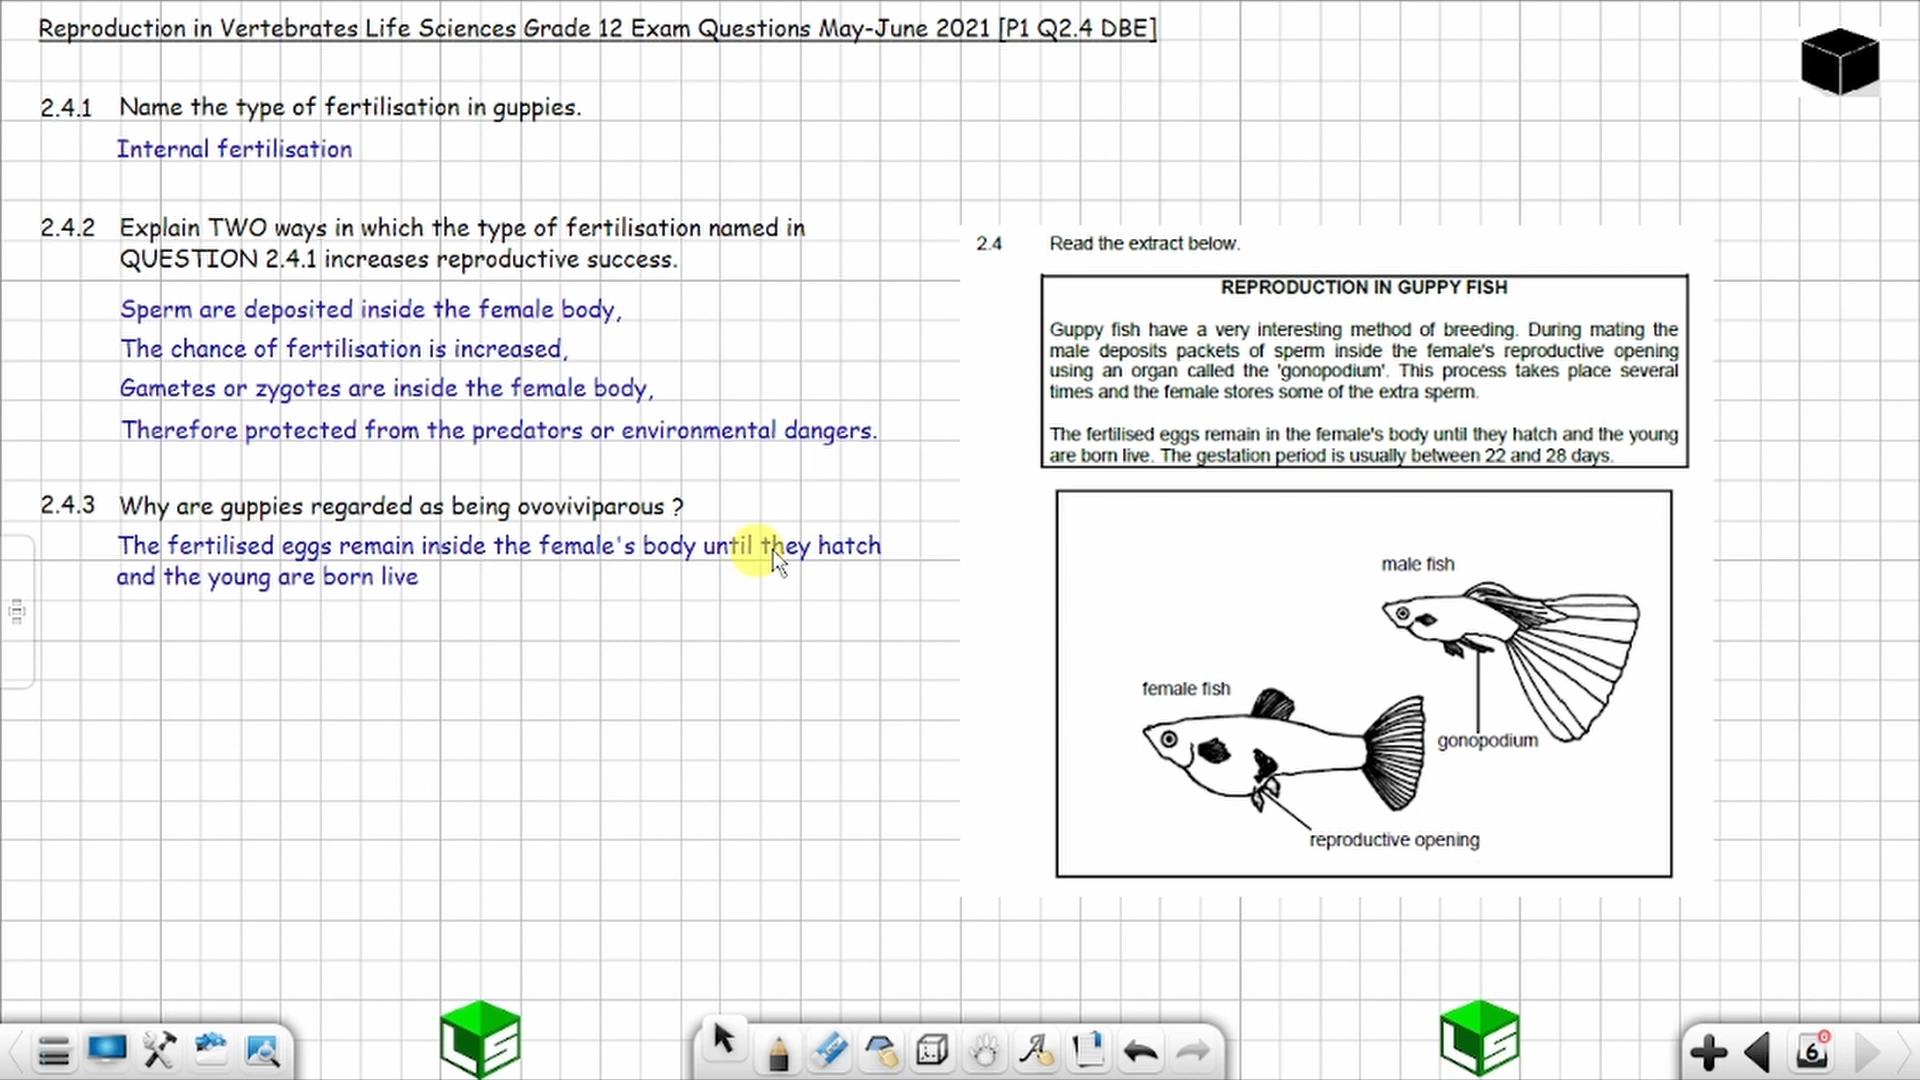 Reproduction in Vertebrates Life Sciences Grade 12 Exam Questions May-June 2021 [P1 Q2.4 DBE]
2.4.1 Name the type of fertilisation in guppies.
Internal fertilisation
2.4.2 Explain TWO ways in which the type of fertilisation named in
QUESTION 2.4.1 increases reproductive success.
Sperm are deposited inside the female body,
The chance of fertilisation is increased,
Gametes or zygotes are inside the female body,
Therefore protected from the predators or environmental dangers.
2.4.3 Why are guppies regarded as being ovoviviparous ?
The fertilised eggs remain inside the female's body until they hatch
and the young are born live
2.4 Read the extract below.
REPRODUCTION IN GUPPY FISH
Guppy fish have a very interesting method of breeding. During mating the
male deposits packets of sperm inside the female's reproductive opening
using an organ called the 'gonopodium'. This process takes place several
times and the female stores some of the extra sperm.
The fertilised eggs remain in the female's body until they hatch and the young
are born live. The gestation period is usually between 22 and 28 days.
male fish
female fish
gonopodium
reproductive opening
LS
LS
6
0